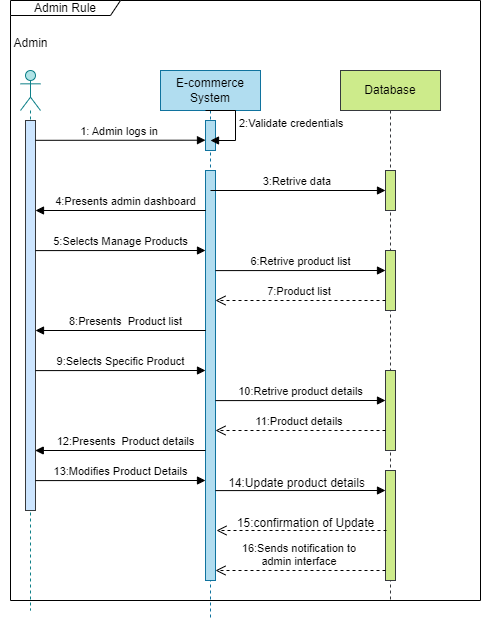 Admin Rule
Admin
E-commerce
System
Database
1: Admin logs in
2:Validate credentials
3:Retrive data
4:Presents admin dashboard
5:Selects Manage Products
6:Retrive product list
7:Product list
8:Presents  Product list
9:Selects Specific Product
10:Retrive product details
11:Product details
12:Presents  Product details
13:Modifies Product Details
14:Update product details
15:confirmation of Update
16:Sends notification to
admin interface